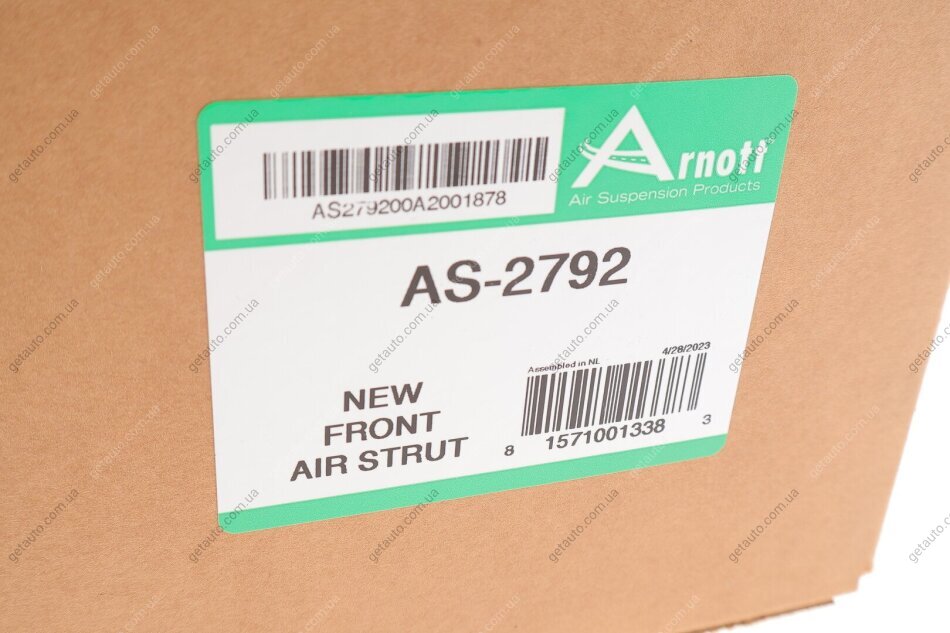 AS279200A2001878
Arnott
Air Suspension Products
AS-2792
NEW
FRONT
AIR STRUT
Assembled in NL
4/28/2023
8 1571001338 3
getauto.com.ua